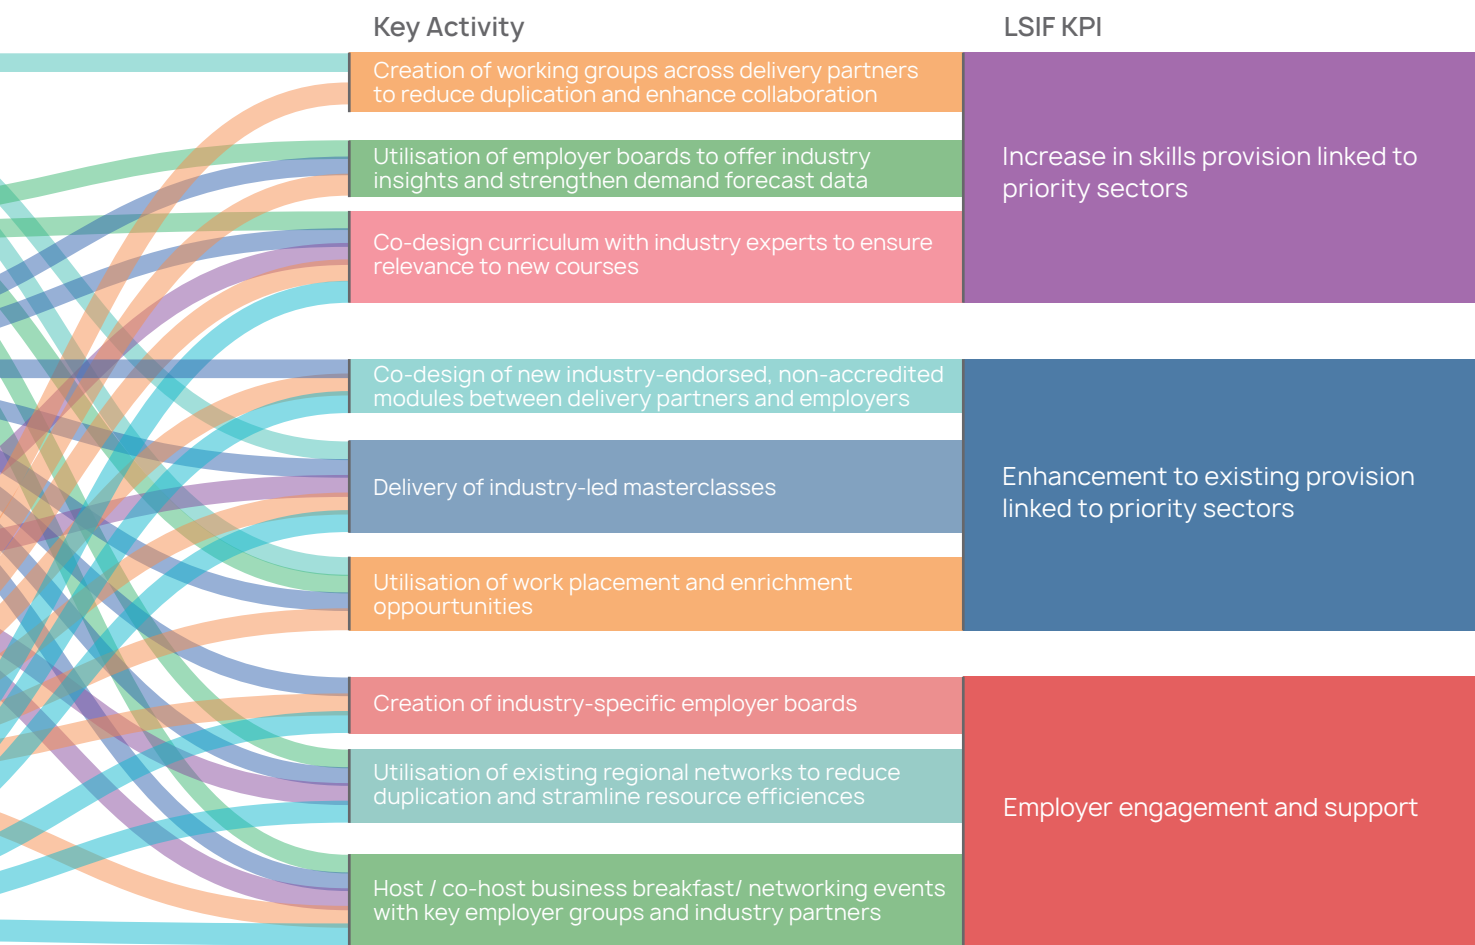 Key Activity
LSIF KPI
Creation of working groups across delivery partners
to reduce duplication and enhance collaboration
Utilisation of employer boards to offer industry
insights and strengthen demand forecast data
Co-design curriculum with industry experts to ensure
relevance to new courses
Increase in skills provision linked to
priority sectors
Co-design of new industry-endorsed, non-accredited
modules between delivery partners and employers
Delivery of industry-led masterclasses
Utilisation of work placement and enrichment
oppourtunities
Enhancement to existing provision
linked to priority sectors
Creation of industry-specific employer boards
Utilisation of existing regional networks to reduce
duplication and stramline resource efficiences
Host / co-host business breakfast/ networking events
with key employer groups and industry partners
Employer engagement and support